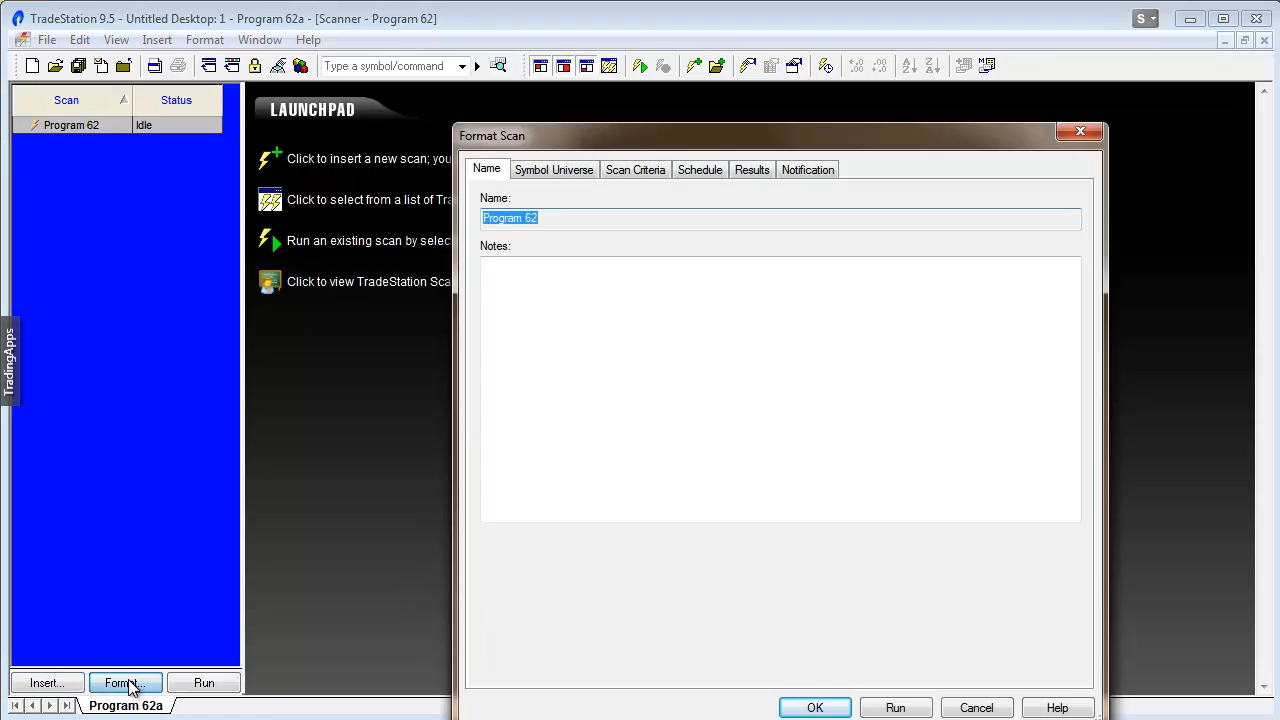 TradeStation 9.5 - Untitled Desktop: 1 - Program 62a - [Scanner - Program 62]
S
File Edit View Insert Format Range Window Help
Type a symbol/command
Scan Status
Program 62 Idle
LAUNCHPAD
Click to insert a new scan; you
Click to select from a list of Tra
Run an existing scan by selec
Click to view TradeStation Sca
TradingApps
Format Scan
Name Symbol Universe Scan Criteria Schedule Results Notification
Name:
Program 62
Notes:
OK Run Cancel Help
Insert... Format... Run
Program 62a